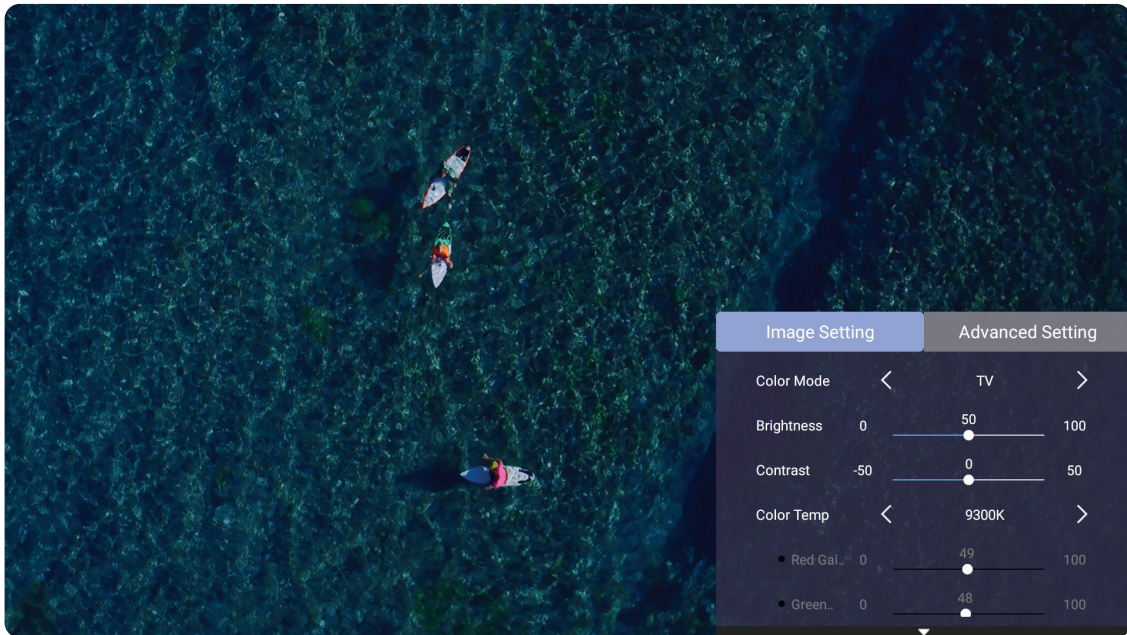 Image Setting Advanced Setting
Color Mode TV
Brightness 0 50 100
Contrast -50 0 50
Color Temp 9300K
Red Gai.. 0 49 100
Green.. 0 48 100